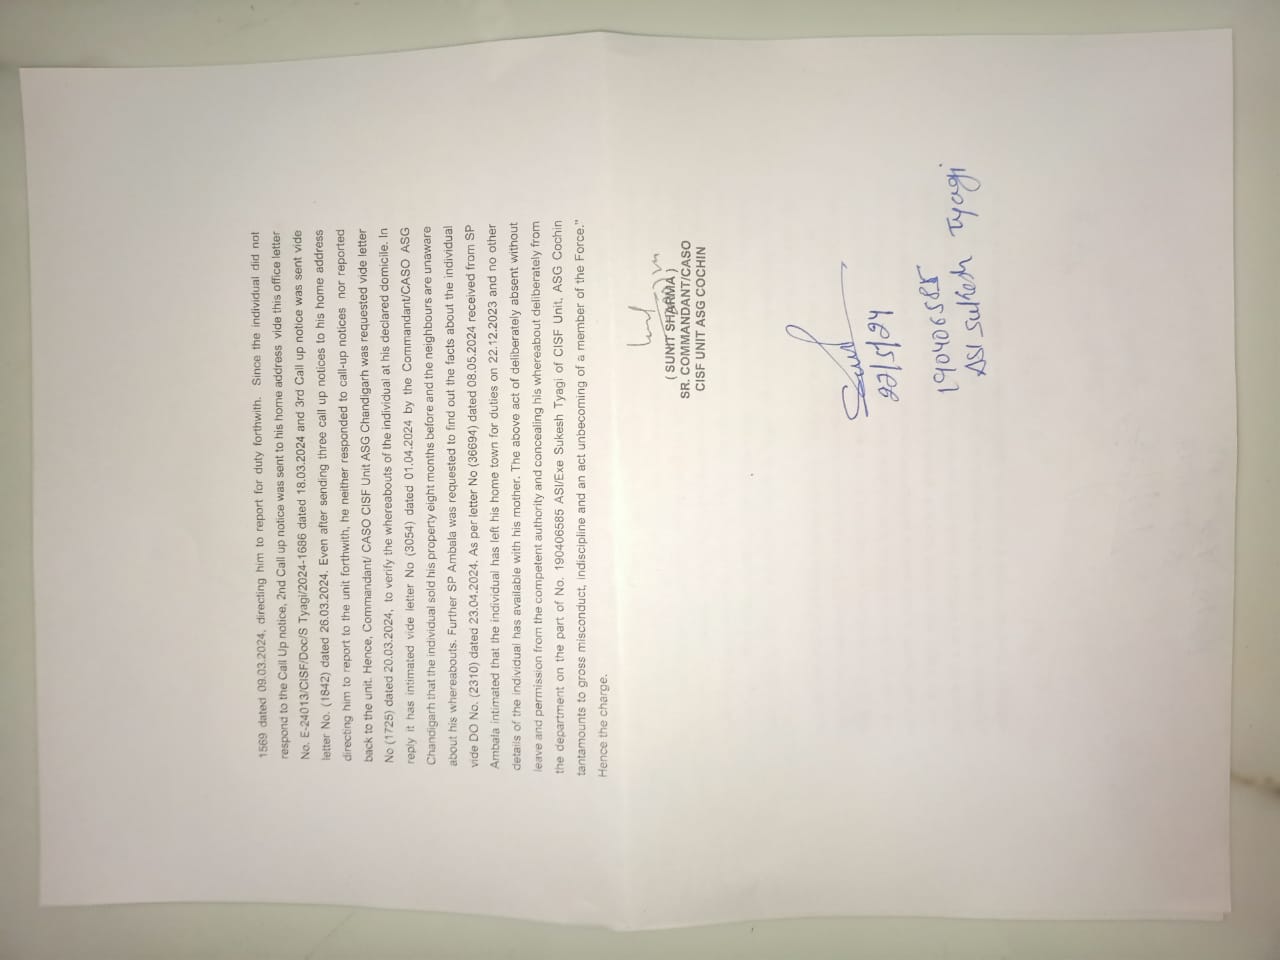 1569 dated 09.03.2024, directing him to report for duty forthwith. Since the individual did not
respond to the Call Up notice, 2nd Call up notice was sent to his home address vide this office letter
No. E-24013/CISF/Doc/S Tyagi/2024-1686 dated 18.03.2024 and 3rd Call up notice was sent vide
letter No. (1842) dated 26.03.2024. Even after sending three call up notices to his home address
directing him to report to the unit forthwith, he neither responded to call-up notices nor reported
back to the unit. Hence, Commandant/ CASO CISF Unit ASG Chandigarh was requested vide letter
No (1725) dated 20.03.2024, to verify the whereabouts of the individual at his declared domicile. In
reply it has intimated vide letter No (3054) dated 01.04.2024 by the Commandant/CASO ASG
Chandigarh that the individual sold his property eight months before and the neighbours are unaware
about his whereabouts. Further SP Ambala was requested to find out the facts about the individual
vide DO No. (2310) dated 23.04.2024. As per letter No (36694) dated 08.05.2024 received from SP
Ambala intimated that the individual has left his home town for duties on 22.12.2023 and no other
details of the individual has available with his mother. The above act of deliberately absent without
leave and permission from the competent authority and concealing his whereabout deliberately from
the department on the part of No. 190406585 ASI/Exe Sukesh Tyagi of CISF Unit, ASG Cochin
tantamounts to gross misconduct, indiscipline and an act unbecoming of a member of the Force."
Hence the charge.
( SUNIT SHARMA )
SR. COMMANDANT/CASO
CISF UNIT ASG COCHIN
22/5/24
190406585
ASI Sukesh Tyagi